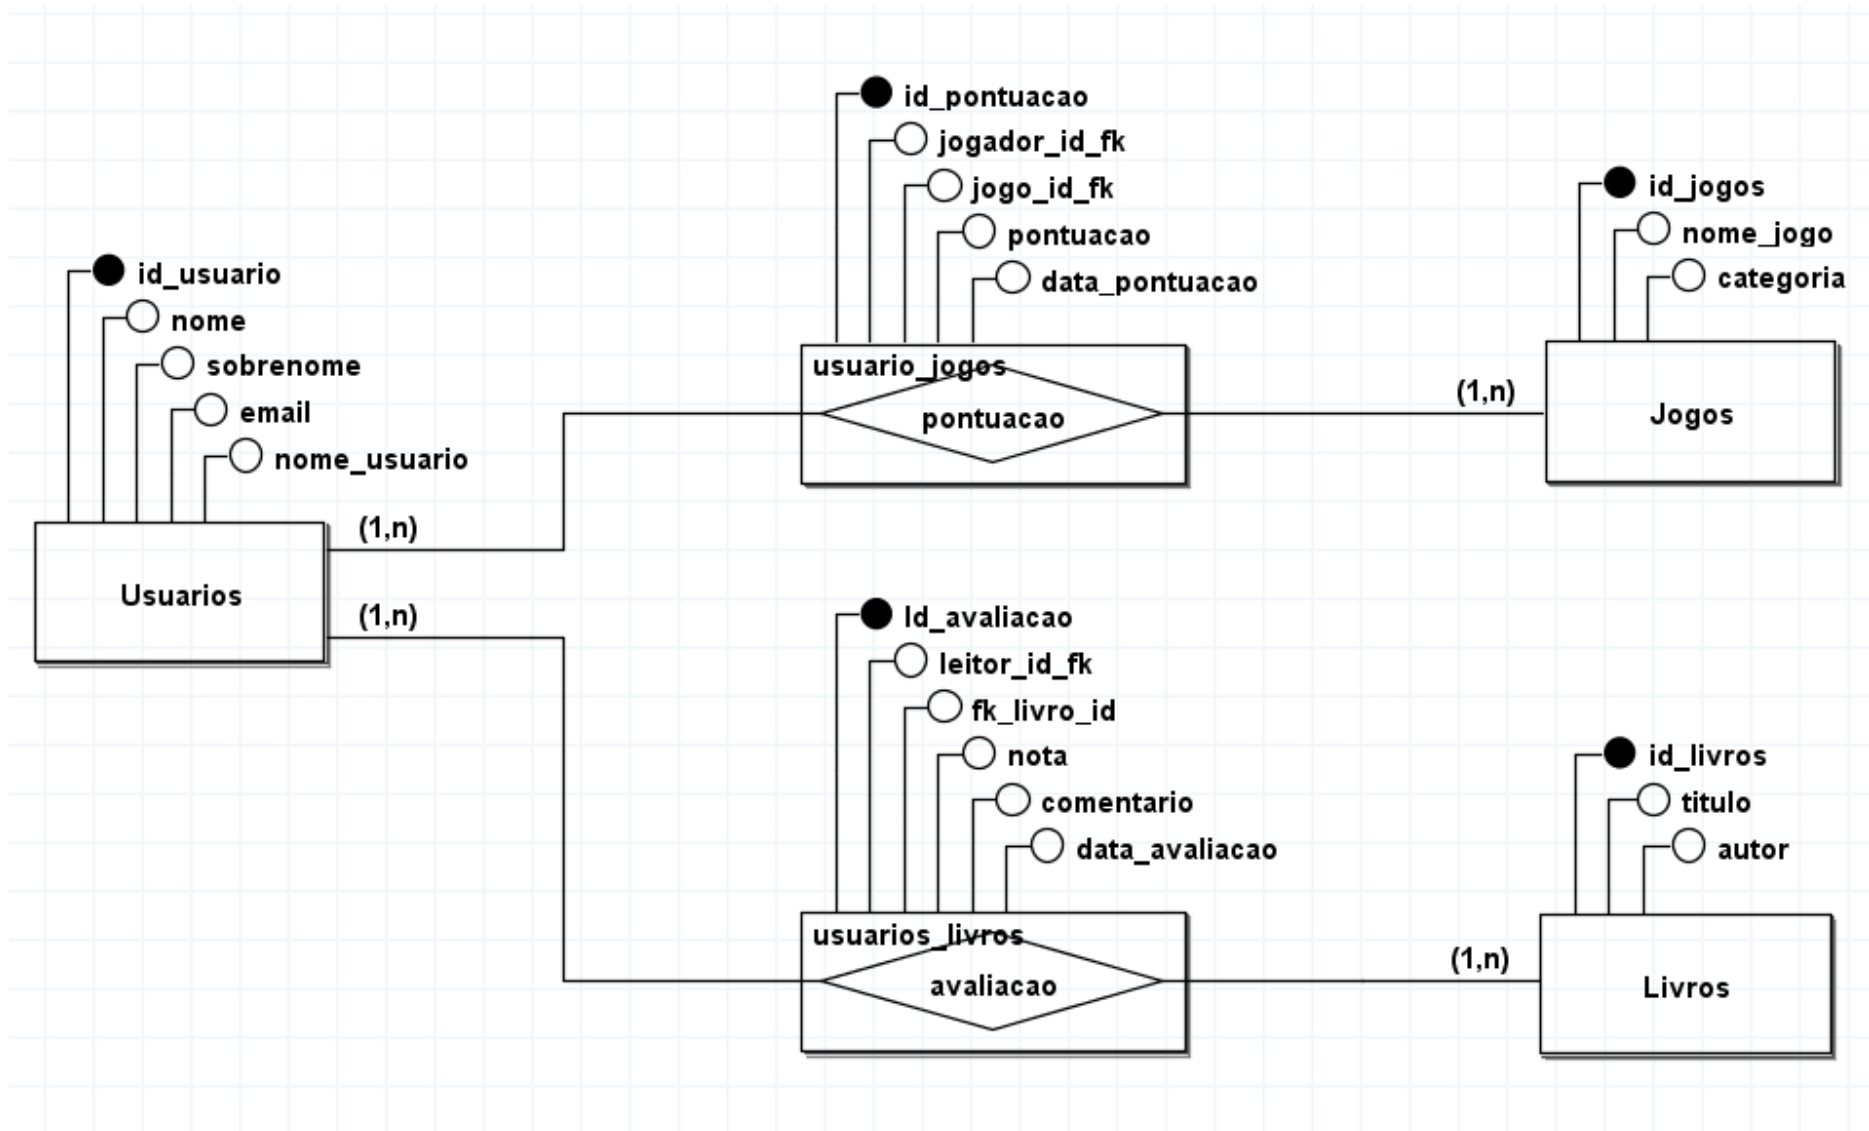 id_pontuacao
jogador_id_fk
jogo_id_fk
pontuacao
data_pontuacao
usuario_jogos
pontuacao
id_jogos
nome_jogo
categoria
(1,n)
Jogos
id_usuario
nome
sobrenome
email
nome_usuario
(1,n)
Usuarios
(1,n)
Id_avaliacao
leitor_id_fk
fk_livro_id
nota
comentario
data_avaliacao
usuarios_livros
avaliacao
id_livros
titulo
autor
(1,n)
Livros